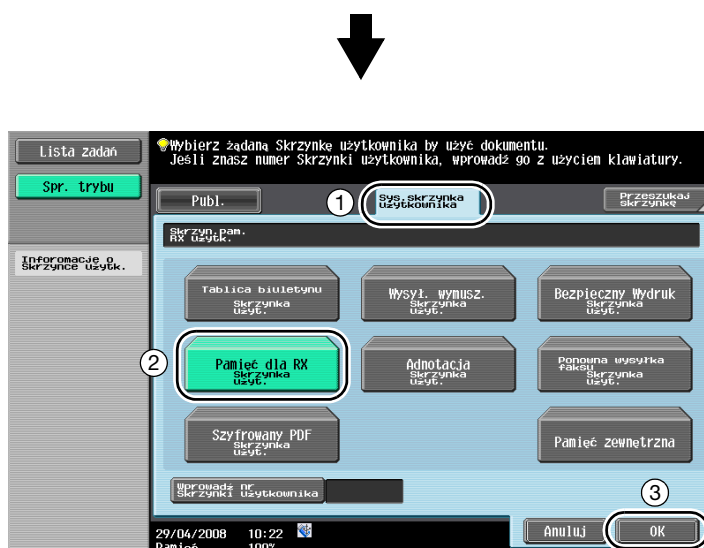 Lista zadań
Spr. trybu
Inforomacje o
Skrzynce użytk.
Wybierz żądaną Skrzynkę użytkownika by użyć dokumentu.
Jeśli znasz numer Skrzynki użytkownika, wprowadź go z użyciem klawiatury.
Publ.
1
Sys.skrzynka
użytkownika
Przeszukaj
skrzynkę
Skrzyn.pam.
RX użytk.
Tablica biuletynu
Skrzynka
użyt.
Wysył. wymusz.
Skrzynka
użyt.
Bezpieczny Wydruk
Skrzynka
użyt.
2
Pamięć dla RX
Skrzynka
użyt.
Adnotacja
Skrzynka
użyt.
Ponowna wysyłka
faksu
Skrzynka
użyt.
Szyfrowany PDF
Skrzynka
użyt.
Pamięć zewnętrzna
Wprowadź nr
Skrzynki użytkownika
3
29/04/2008 10:22
Pamięć 100%
Anuluj
OK